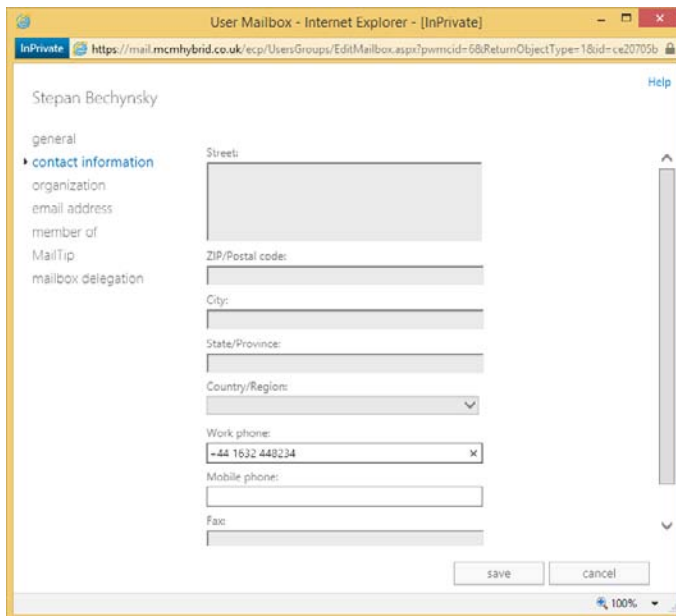 User Mailbox - Internet Explorer - [InPrivate]
InPrivate https://mail.mcmhybrid.co.uk/ecp/UsersGroups/EditMailbox.aspx?pwmcid=6&ReturnObjectType=1&id=ce20705b
Help
Stepan Bechynsky
general
contact information
organization
email address
member of
MailTip
mailbox delegation
Street:
ZIP/Postal code:
City:
State/Province:
Country/Region:
Work phone:
+44 1632 448234
Mobile phone:
Fax:
save cancel
100%